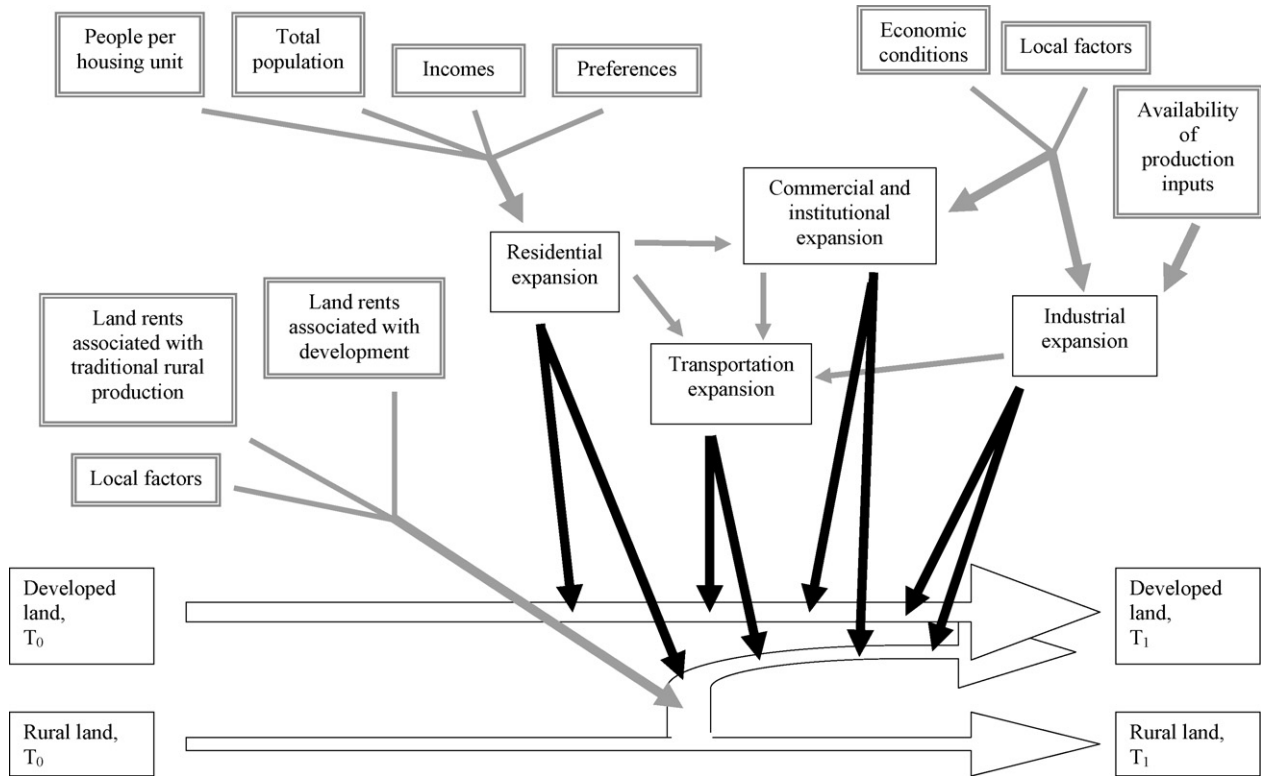 People per
housing unit
Total
population
Incomes
Preferences
Economic
conditions
Local factors
Availability
of
production
inputs
Commercial and
institutional
expansion
Residential
expansion
Land rents
associated with
development
Land rents
associated with
traditional rural
production
Industrial
expansion
Transportation
expansion
Local factors
Developed
land,
T₀
Developed
land,
T₁
Rural land,
T₀
Rural land,
T₁